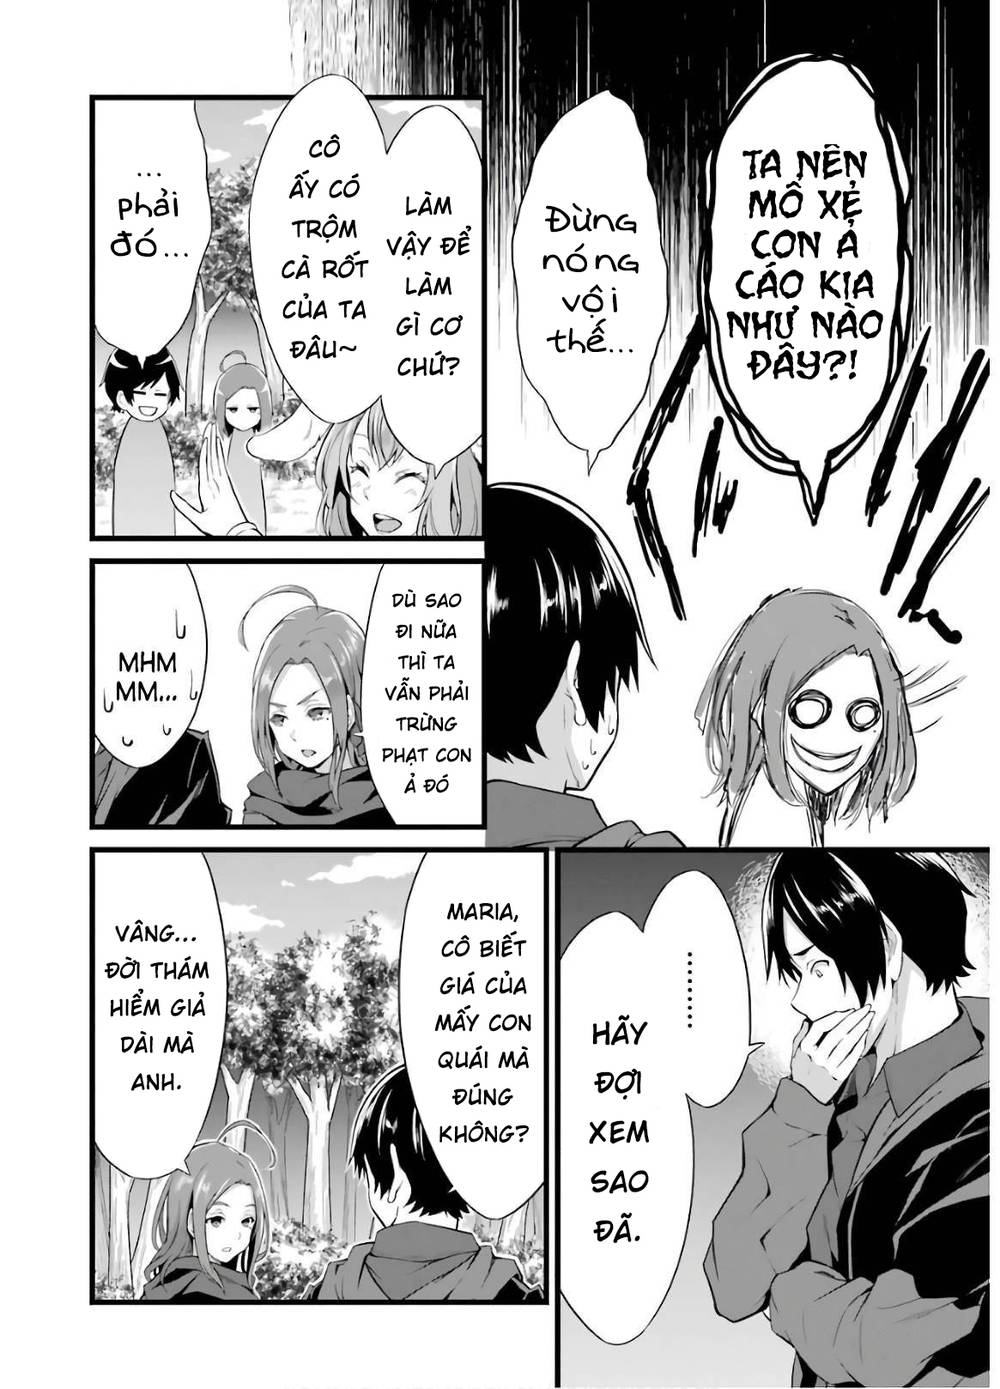 TA NÊN
MỔ XẺ
CON Ả
CÁO KIA
NHƯ NÀO
ĐÂY?!
Đừng
nóng
vội
thế...
LÀM
VẬY ĐỂ
LÀM
GÌ CƠ
CHỨ?
CÔ
ẤY CÓ
TRỘM
CÀ RỐT
CỦA TA
ĐÂU~
...
phải
đó...
DÙ SAO
ĐI NỮA
THÌ TA
VẪN PHẢI
TRỪNG
PHẠT CON
Ả ĐÓ
MHM
MM...
.........
HÃY
ĐỢI
XEM
SAO
ĐÃ.
MARIA,
CÔ BIẾT
GIÁ CỦA
MẤY CON
QUÁI MÀ
ĐÚNG
KHÔNG?
VÂNG...
ĐỜI THÁM
HIỂM GIẢ
DÀI MÀ
ANH.